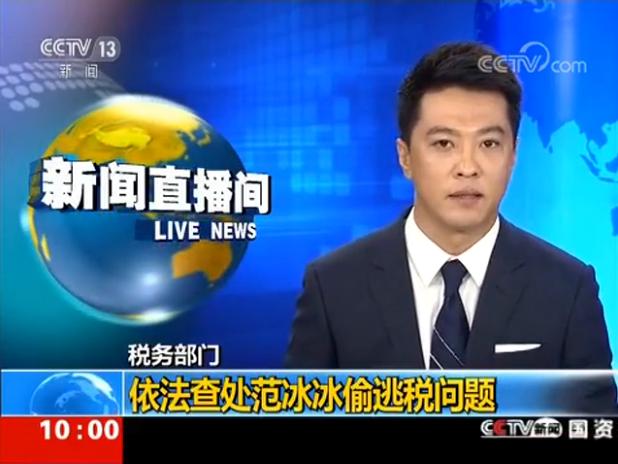 CCTV 13
新闻
CCTV.com
新闻直播间
LIVE NEWS
税务部门
依法查处范冰冰偷逃税问题
10:00
CCTV新闻 国资